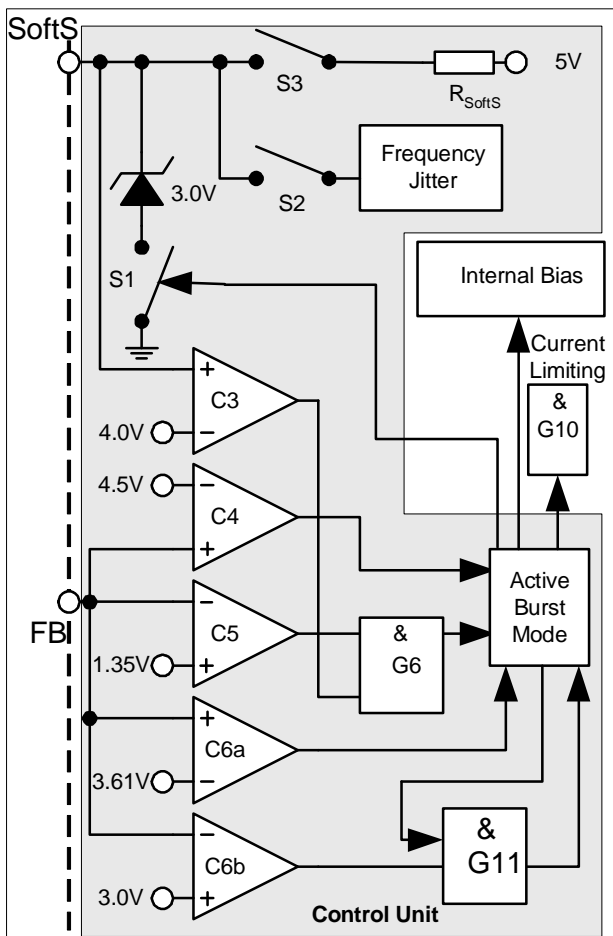 SoftS
5V
S3
R_SoftS
Frequency
Jitter
3.0V
S2
Internal Bias
S1
Current
Limiting
+
C3
&
G10
4.0V
−
4.5V
−
C4
+
Active
Burst
Mode
FB
−
C5
&
G6
1.35V
+
+
C6a
3.61V
−
−
C6b
&
G11
3.0V
+
Control Unit